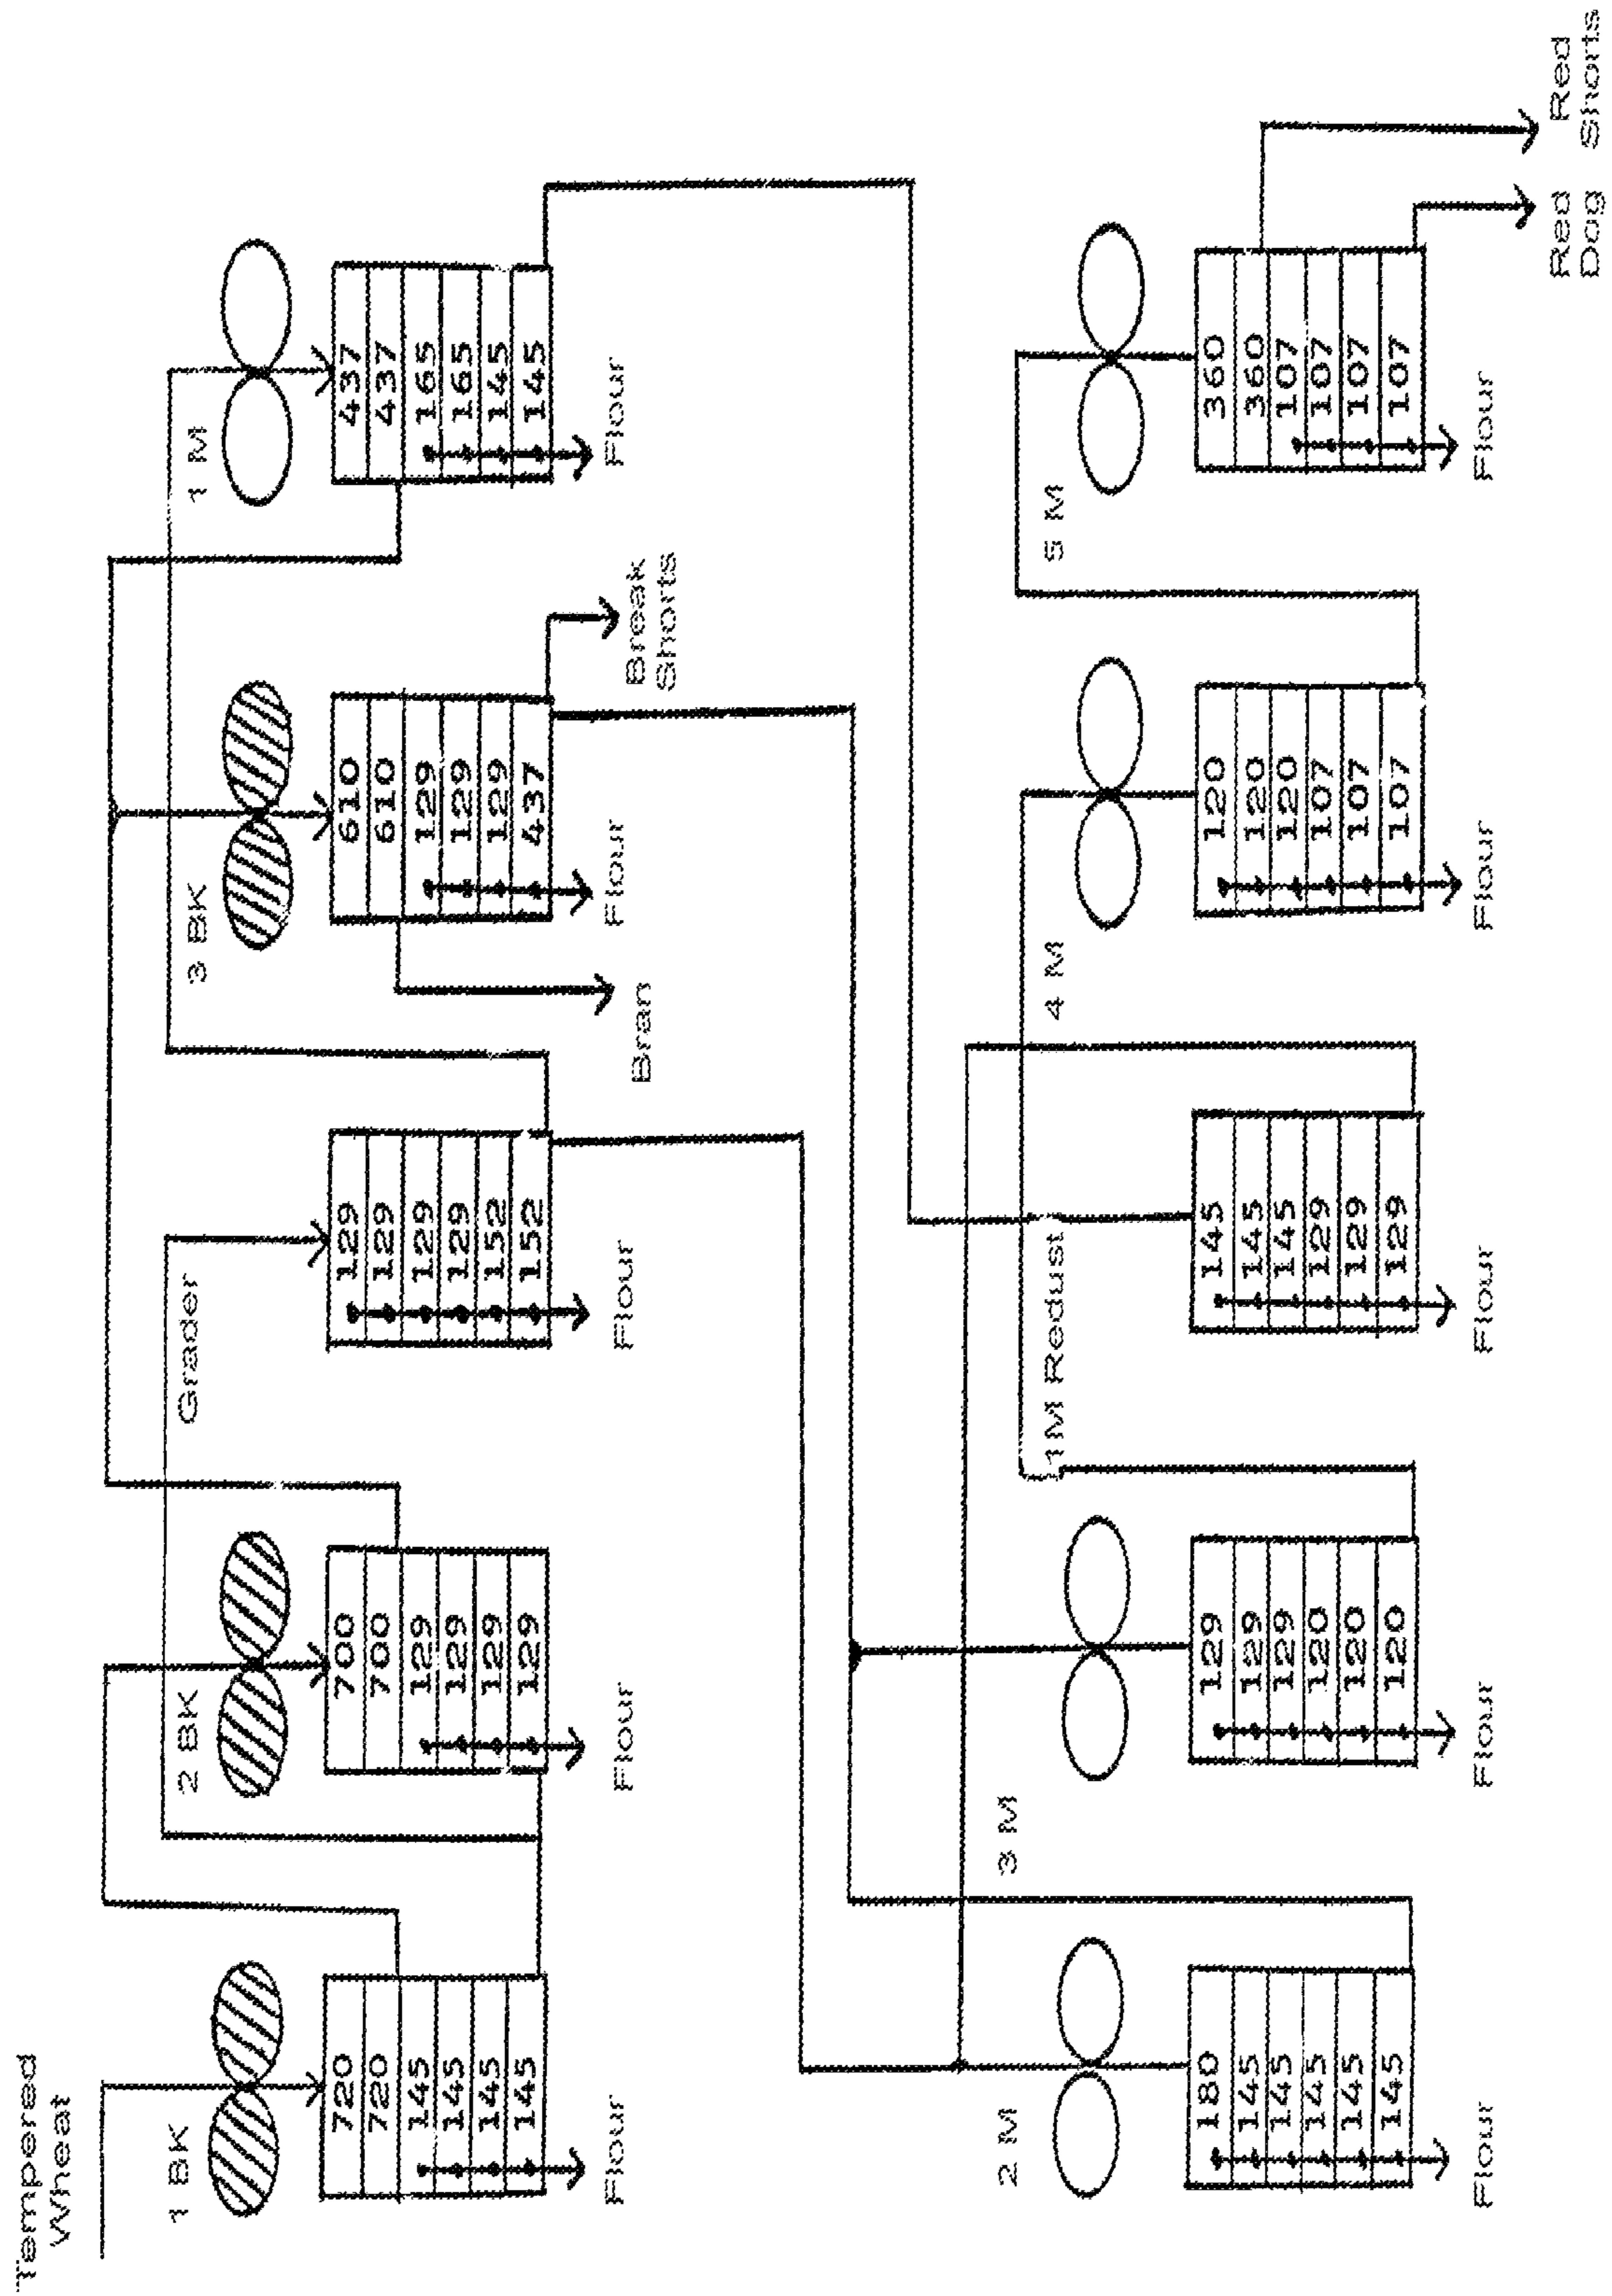 Tempered
Wheat
1 BK
720
720
145
145
145
145
Flour
2 BK
700
700
129
129
129
129
Flour
Grader
129
129
129
129
152
152
Flour
3 BK
610
610
129
129
129
437
Bran
Flour
Break
Shorts
1 M
437
437
165
165
145
145
Flour
2 M
180
145
145
145
145
145
Flour
3 M
129
129
129
120
120
120
Flour
1M Redust
145
145
145
129
129
129
Flour
4 M
120
120
120
107
107
107
Flour
5 M
360
360
107
107
107
107
Flour
Red
Dog
Red
Shorts